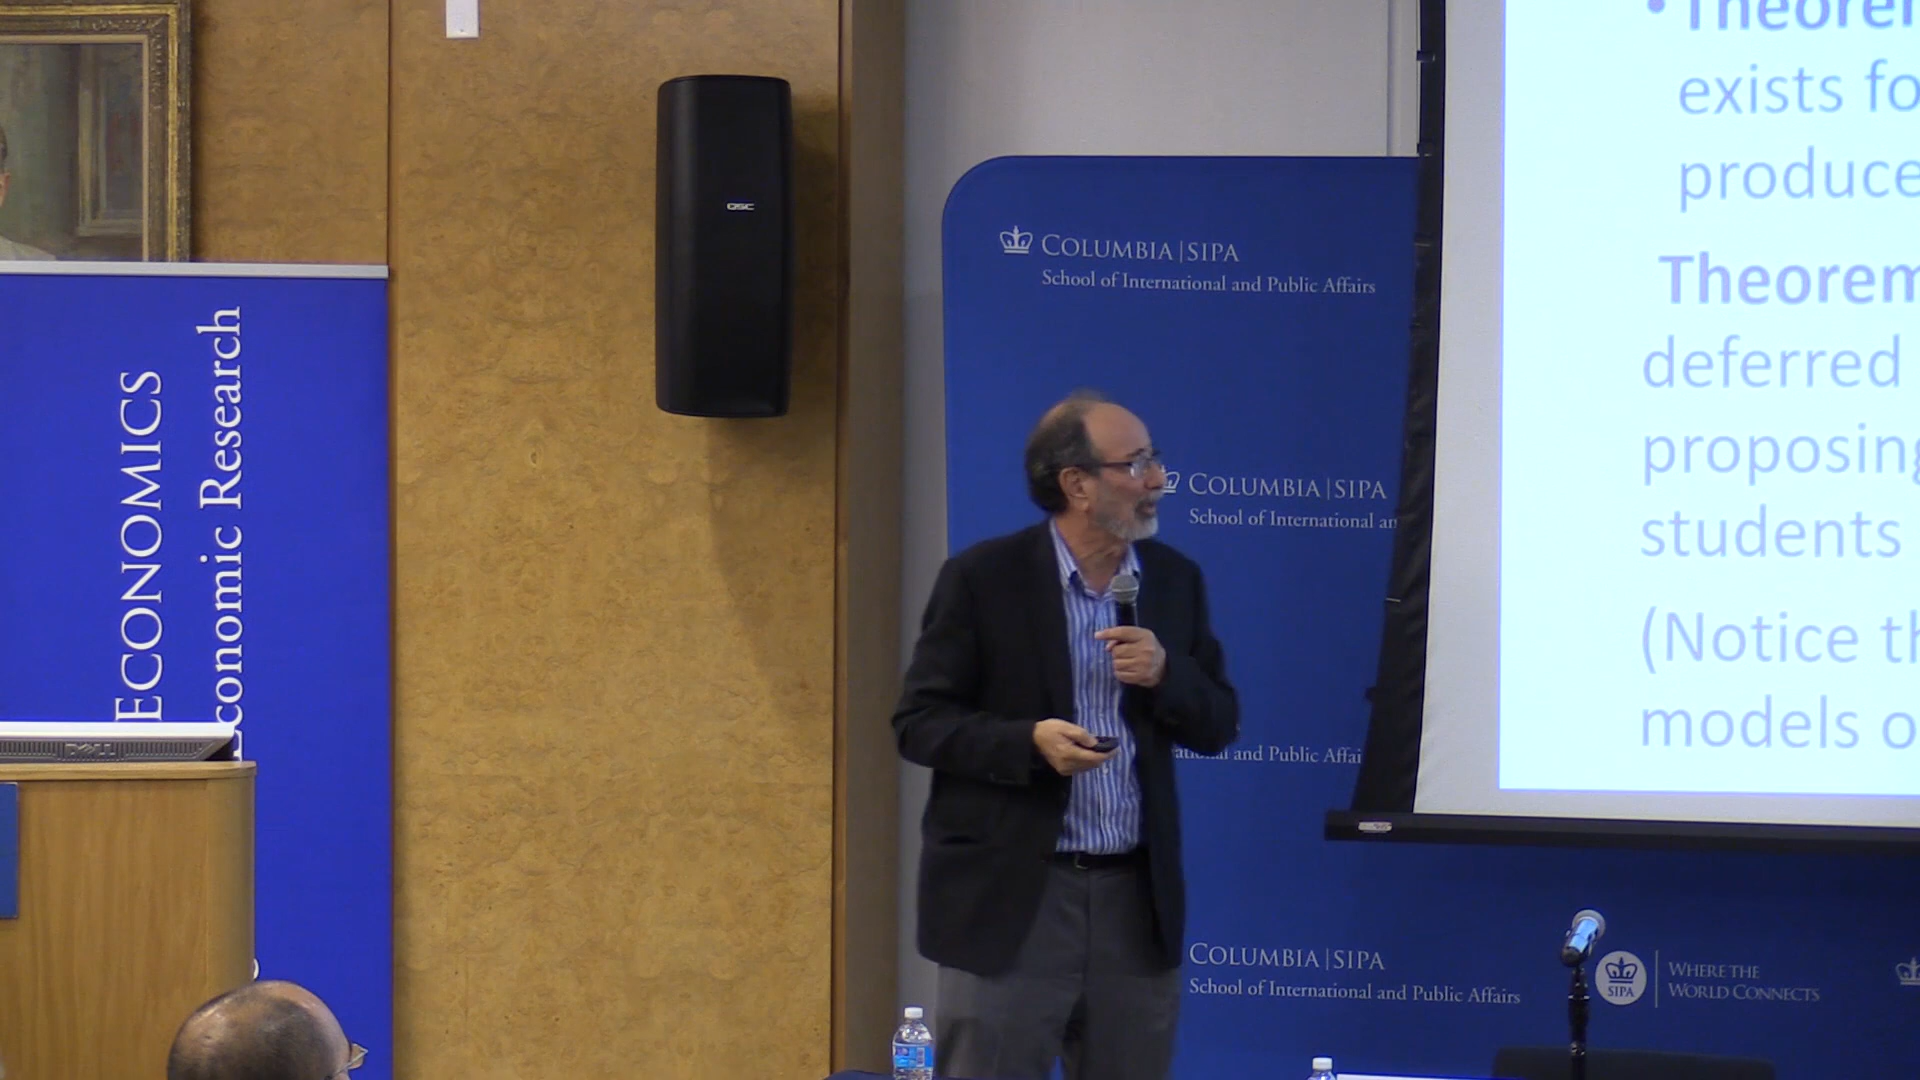 ECONOMICS
Economic Research
DELL
QSC
COLUMBIA | SIPA
School of International and Public Affairs
COLUMBIA | SIPA
School of International an
and Public Affai
COLUMBIA | SIPA
School of International and Public Affairs
SIPA
WHERE THE
WORLD CONNECTS
• Theorem
exists fo
produce
Theorem
deferred
proposing
students
(Notice th
models o